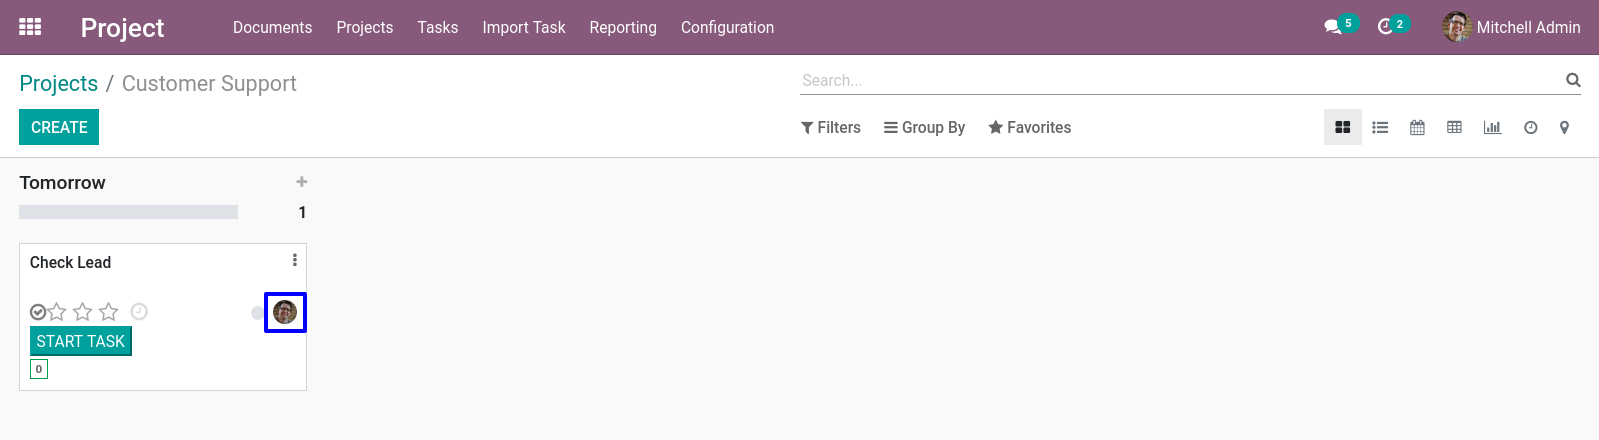 Project Documents Projects Tasks Import Task Reporting Configuration 5 2 Mitchell Admin
Projects / Customer Support
Search...
CREATE
Filters Group By Favorites
Tomorrow +
1
Check Lead
START TASK
0